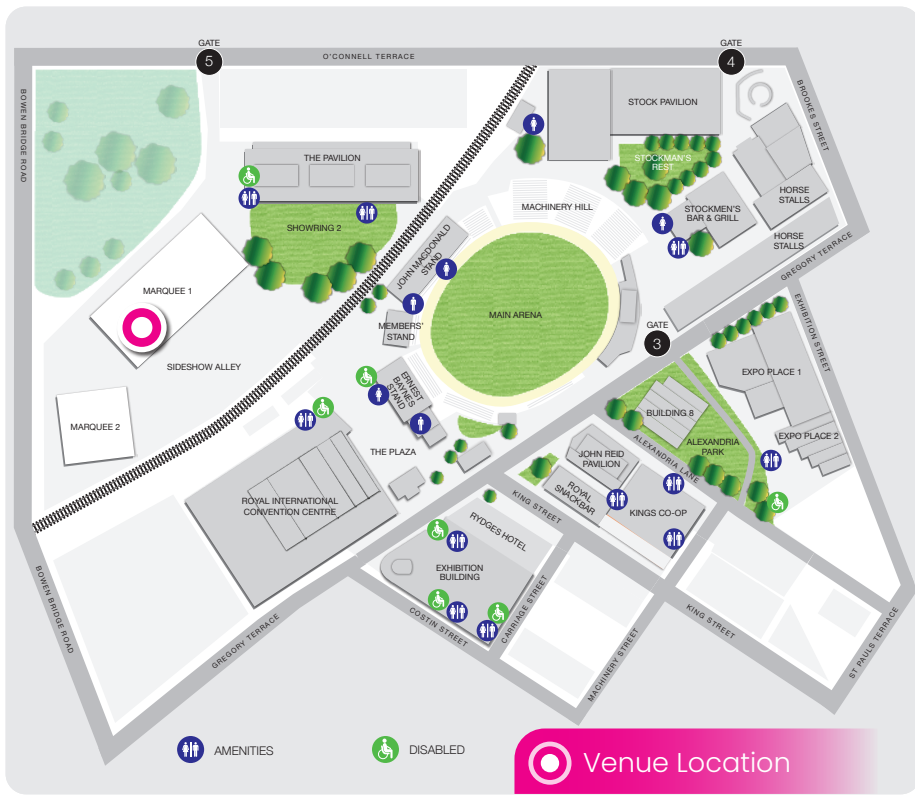 GATE
5
O'CONNELL TERRACE
GATE
4
BOWEN BRIDGE ROAD
BROOKES STREET
STOCK PAVILION
THE PAVILION
STOCKMAN'S
REST
HORSE
STALLS
MACHINERY HILL
STOCKMEN'S
BAR & GRILL
SHOWRING 2
JOHN MACDONALD
STAND
HORSE
STALLS
GREGORY TERRACE
MARQUEE 1
MAIN ARENA
EXHIBITION STREET
MEMBERS'
STAND
GATE
3
SIDESHOW ALLEY
ERNEST
BAYNES
STAND
EXPO PLACE 1
BUILDING 8
MARQUEE 2
ALEXANDRIA
PARK
EXPO PLACE 2
ALEXANDRIA LANE
THE PLAZA
JOHN REID
PAVILION
ROYAL
SNACKBAR
KINGS CO-OP
KING STREET
ROYAL INTERNATIONAL
CONVENTION CENTRE
RYDGES HOTEL
EXHIBITION
BUILDING
BOWEN BRIDGE ROAD
CARRIAGE STREET
COSTIN STREET
GREGORY TERRACE
KING STREET
MACHINERY STREET
ST PAULS TERRACE
AMENITIES
DISABLED
Venue Location